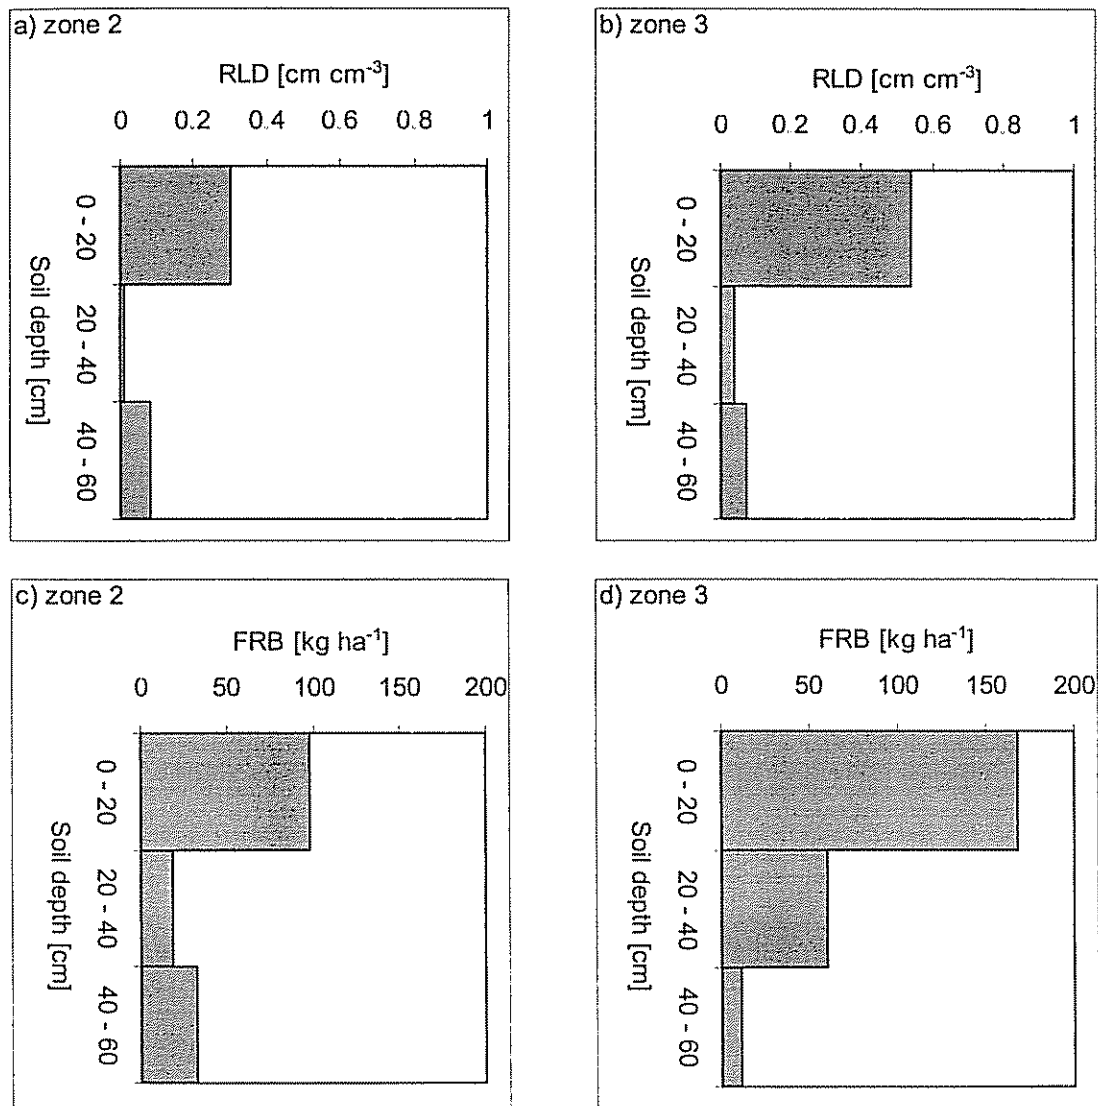 a) zone 2
RLD [cm cm-3]
0 0.2 0.4 0.6 0.8 1
Soil depth [cm]
0 - 20
20 - 40
40 - 60
b) zone 3
RLD [cm cm-3]
0 0.2 0.4 0.6 0.8 1
Soil depth [cm]
0 - 20
20 - 40
40 - 60
c) zone 2
FRB [kg ha-1]
0 50 100 150 200
Soil depth [cm]
0 - 20
20 - 40
40 - 60
d) zone 3
FRB [kg ha-1]
0 50 100 150 200
Soil depth [cm]
0 - 20
20 - 40
40 - 60